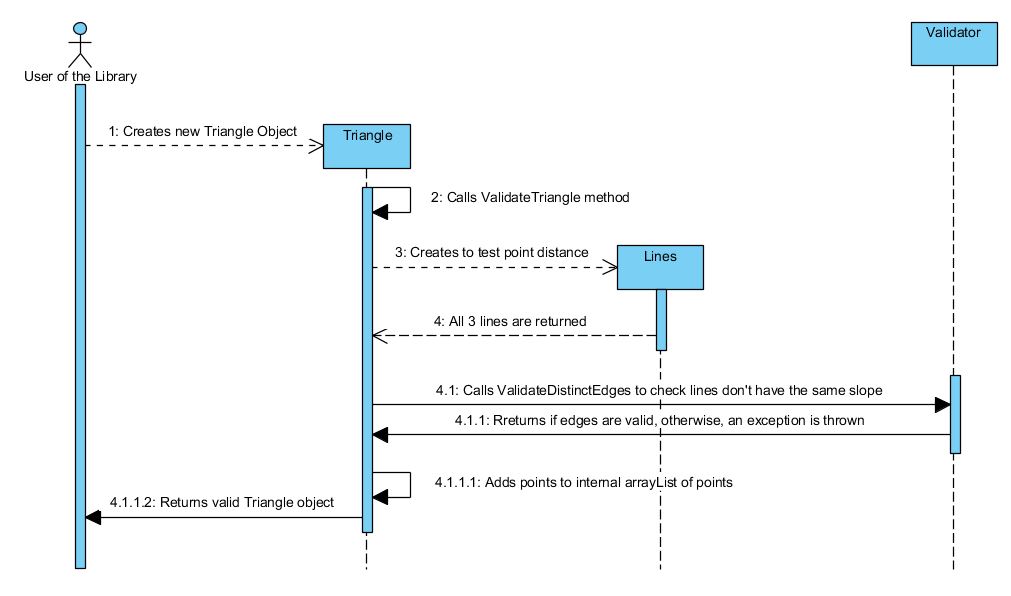 Validator
User of the Library
1: Creates new Triangle Object
Triangle
2: Calls ValidateTriangle method
3: Creates to test point distance
Lines
4: All 3 lines are returned
4.1: Calls ValidateDistinctEdges to check lines don't have the same slope
4.1.1: Rreturns if edges are valid, otherwise, an exception is thrown
4.1.1.1: Adds points to internal arrayList of points
4.1.1.2: Returns valid Triangle object